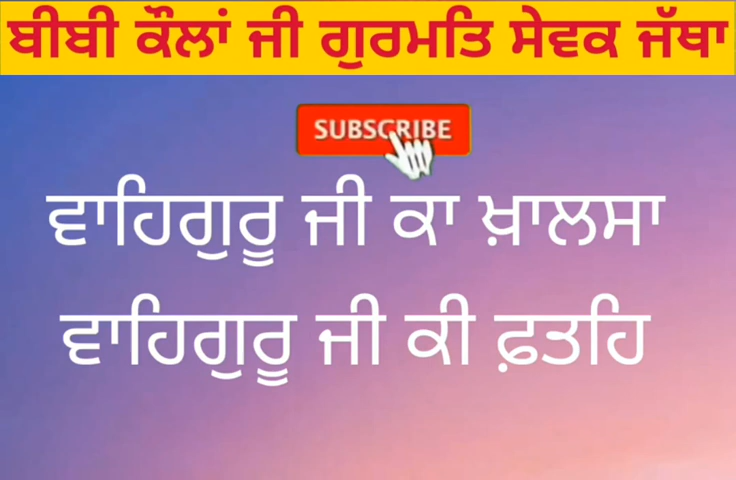 ਬੀਬੀ ਕੌਲਾਂ ਜੀ ਗੁਰਮਤਿ ਸੇਵਕ ਜੱਥਾ
SUBSCRIBE
ਵਾਹਿਗੁਰੂ ਜੀ ਕਾ ਖ਼ਾਲਸਾ
ਵਾਹਿਗੁਰੂ ਜੀ ਕੀ ਫ਼ਤਹਿ